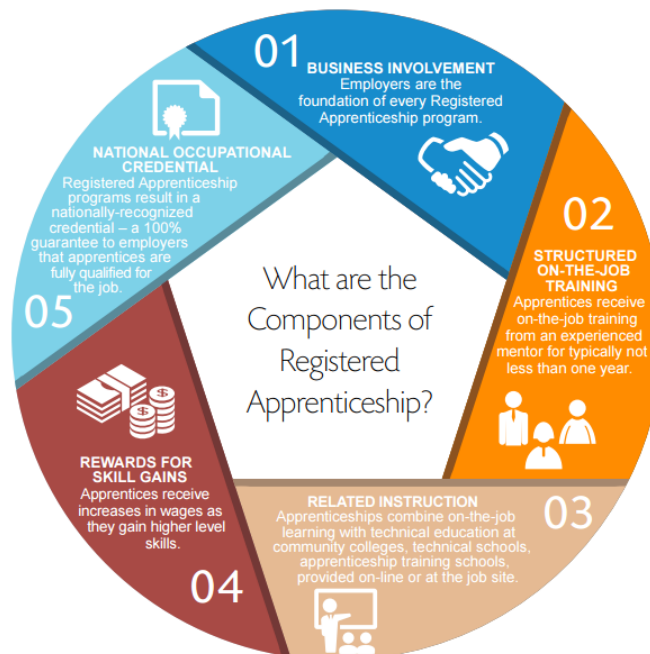 What are the
Components of
Registered
Apprenticeship?
01
BUSINESS INVOLVEMENT
Employers are the
foundation of every Registered
Apprenticeship program.
02
STRUCTURED
ON-THE-JOB
TRAINING
Apprentices receive
on-the-job training
from an experienced
mentor for typically not
less than one year.
03
RELATED INSTRUCTION
Apprenticeships combine on-the-job
learning with technical education at
community colleges, technical schools,
apprenticeship training schools,
provided on-line or at the job site.
04
REWARDS FOR
SKILL GAINS
Apprentices receive
increases in wages as
they gain higher level
skills.
$
$
05
NATIONAL OCCUPATIONAL
CREDENTIAL
Registered Apprenticeship
programs result in a
nationally-recognized
credential – a 100%
guarantee to employers
that apprentices are
fully qualified for
the job.